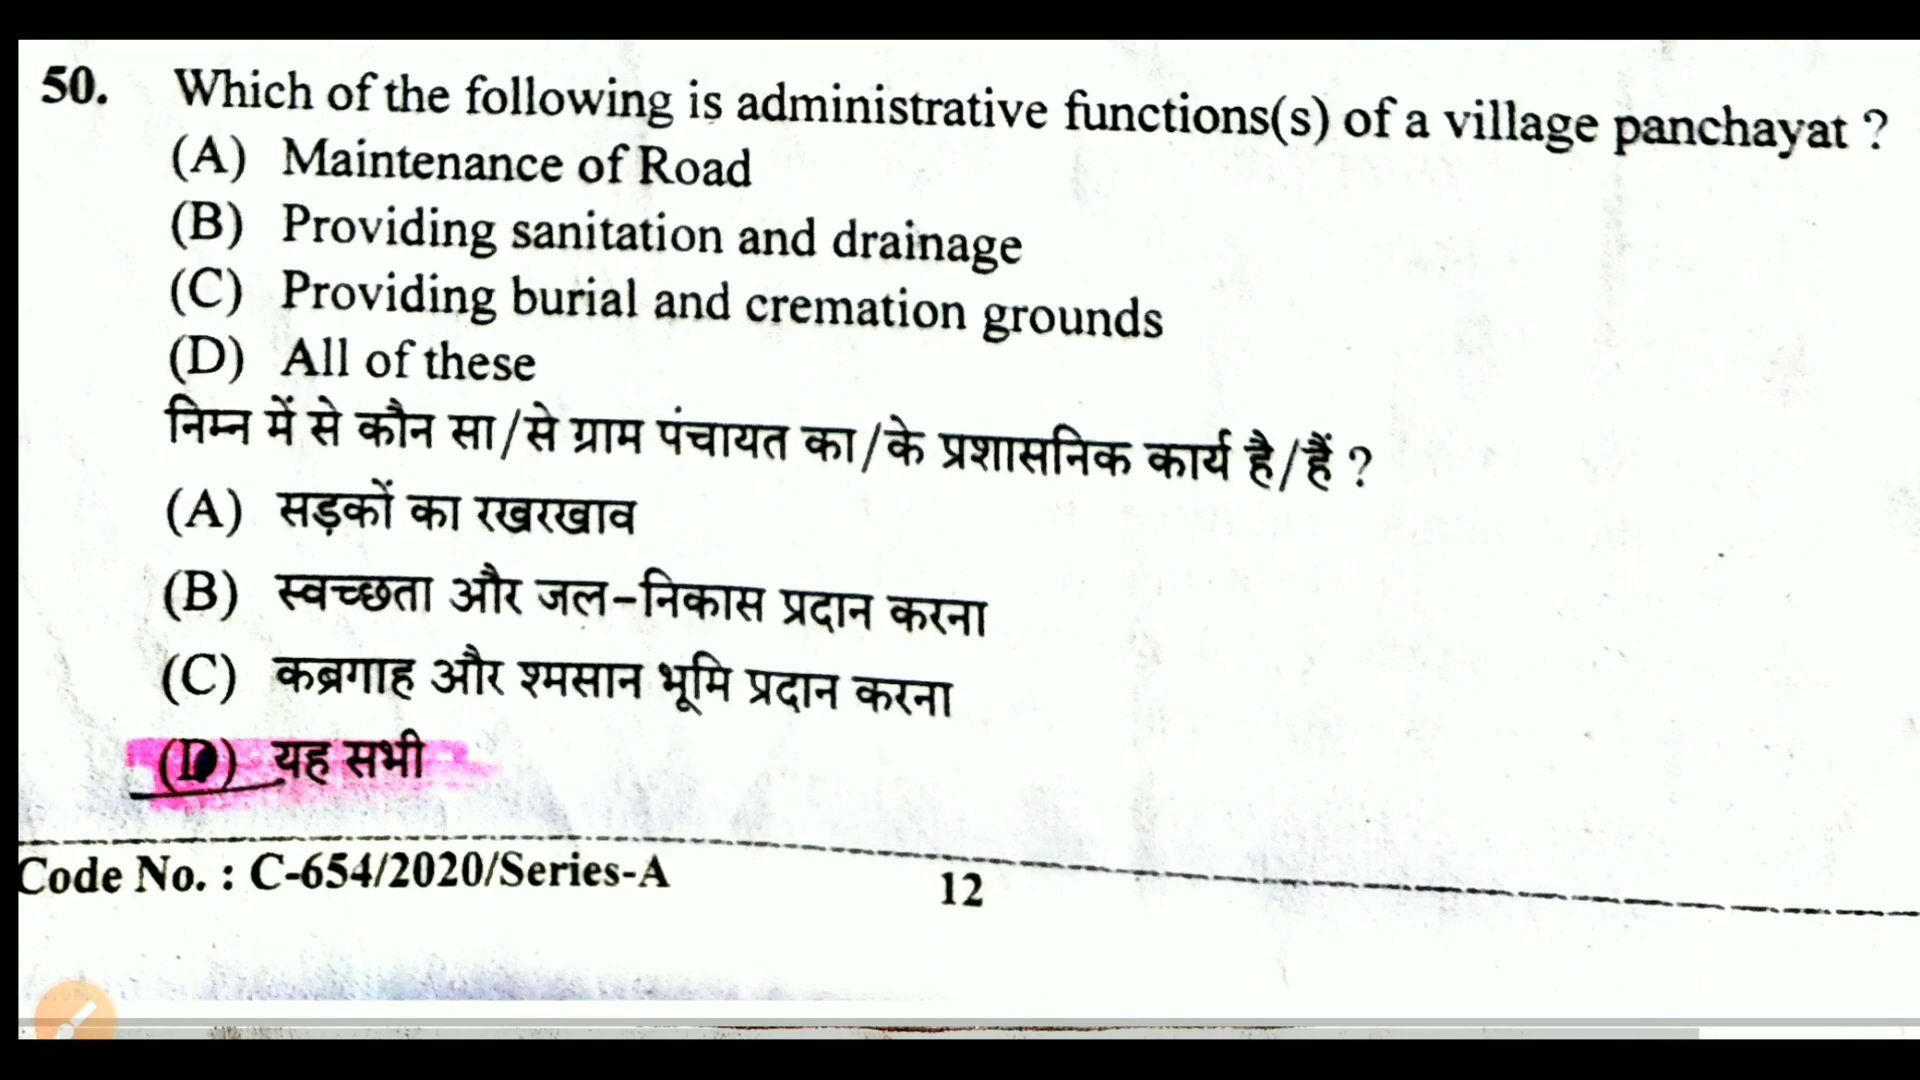 50. Which of the following is administrative functions(s) of a village panchayat ?
(A) Maintenance of Road
(B) Providing sanitation and drainage
(C) Providing burial and cremation grounds
(D) All of these
निम्न में से कौन सा/से ग्राम पंचायत का/के प्रशासनिक कार्य है/हैं ?
(A) सड़कों का रखरखाव
(B) स्वच्छता और जल-निकास प्रदान करना
(C) कब्रगाह और श्मसान भूमि प्रदान करना
(D) यह सभी
Code No. : C-654/2020/Series-A 12